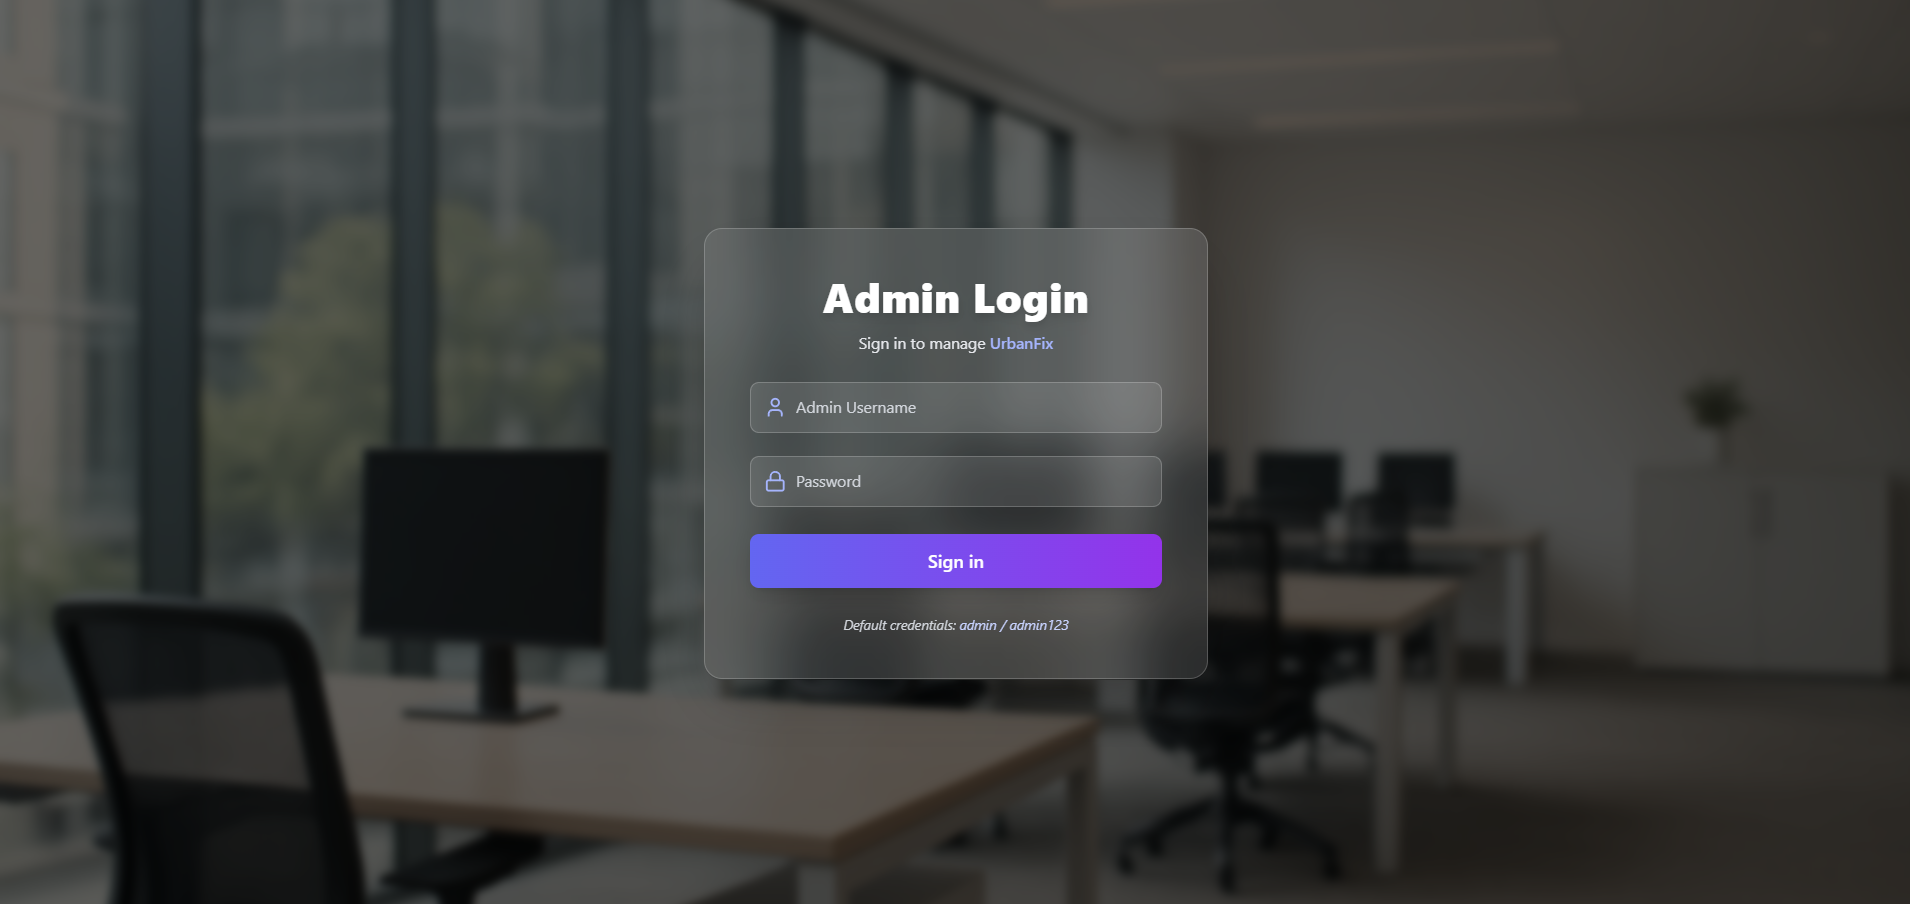 Admin Login
Sign in to manage UrbanFix
Admin Username
Password
Sign in
Default credentials: admin / admin123